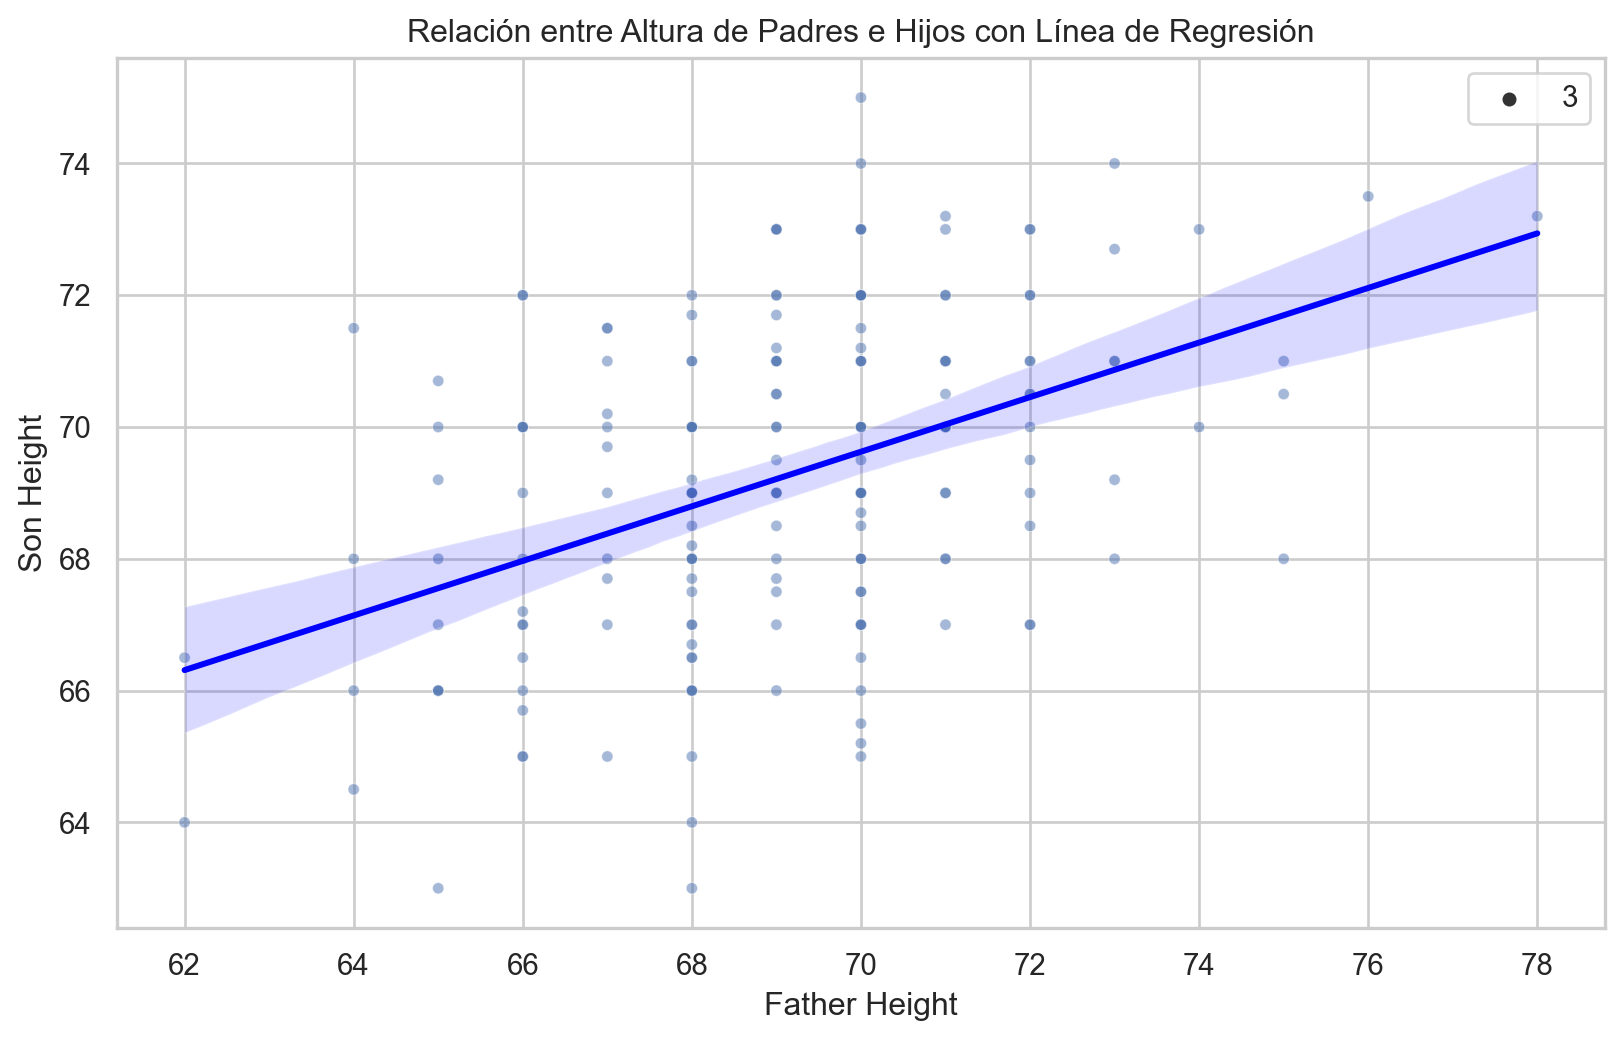 Relación entre Altura de Padres e Hijos con Línea de Regresión
3
74
72
70
68
66
64
Son Height
62 64 66 68 70 72 74 76 78
Father Height